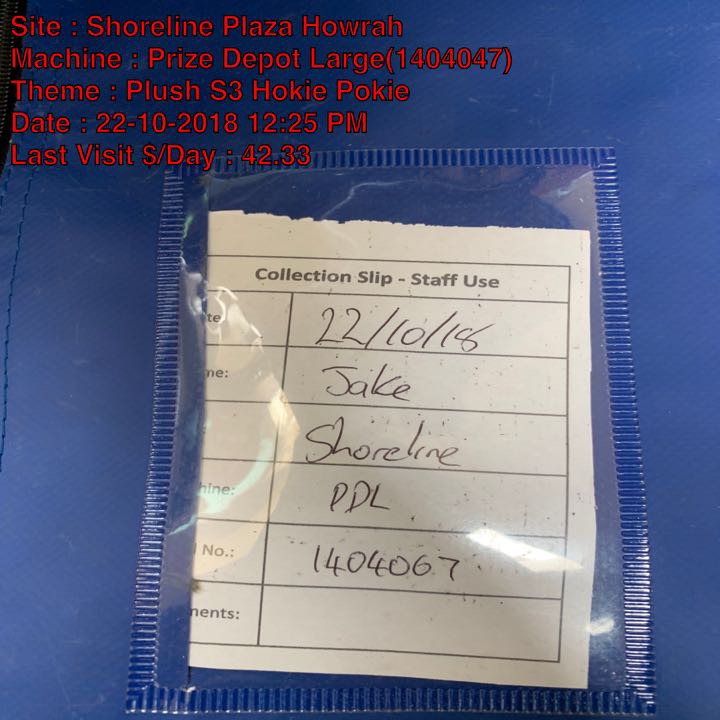 Site : Shoreline Plaza Howrah
Machine : Prize Depot Large(1404047)
Theme : Plush S3 Hokie Pokie
Date : 22-10-2018 12:25 PM
Last Visit $/Day : 42.33
Collection Slip - Staff Use
te 22/10/18
me: Jake
Shoreline
hine: PDL
l No.: 1404067
ments: